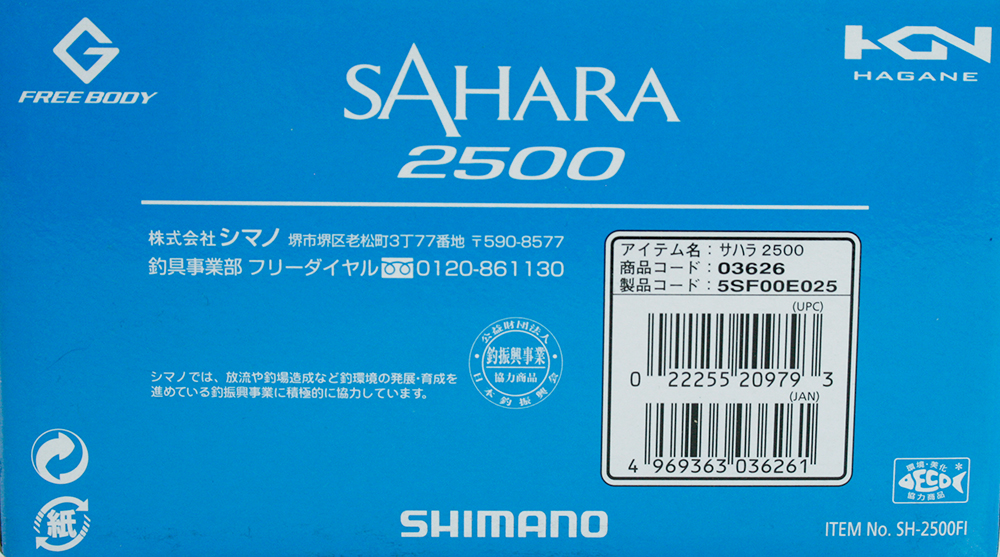 FREE BODY
SAHARA
2500
HAGANE
株式会社 シマノ 堺市堺区老松町3丁77番地 〒590-8577
釣具事業部 フリーダイヤル 0120-861130
アイテム名：サハラ 2500
商品コード：03626
製品コード：5SF00E025
(UPC)
0 22255 20979 3
(JAN)
4 969363 036261
公益財団法人
釣振興事業
協力商品
シマノでは、放流や釣場造成など釣環境の発展・育成を
進めている釣振興事業に積極的に協力しています。
紙
SHIMANO
環境・美化
ECO
協力商品
ITEM No. SH-2500FI